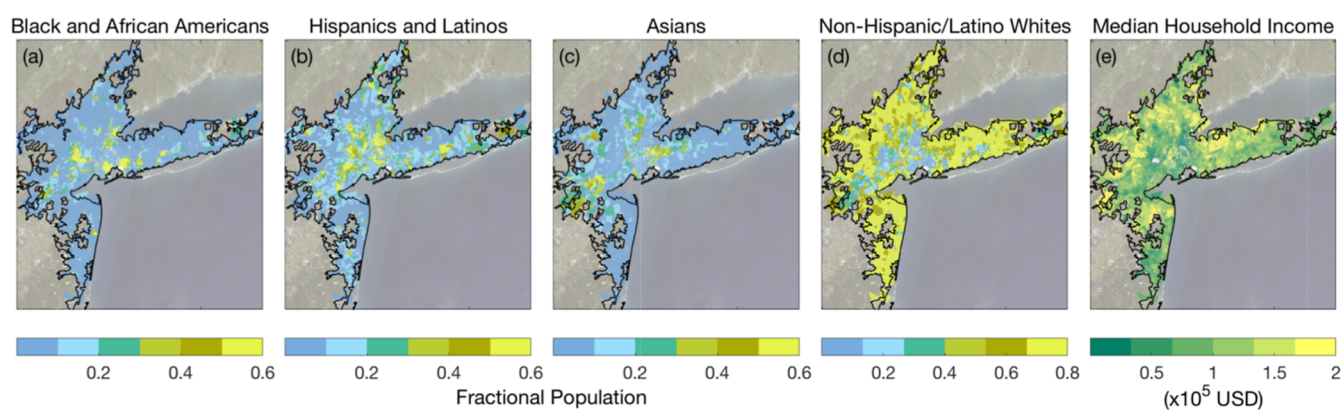 Black and African Americans
Hispanics and Latinos
Asians
Non-Hispanic/Latino Whites
Median Household Income
(a)
(b)
(c)
(d)
(e)
0.2 0.4 0.6
0.2 0.4 0.6
0.2 0.4 0.6
0.2 0.4 0.6 0.8
0.5 1 1.5 2
Fractional Population
(x10⁵ USD)